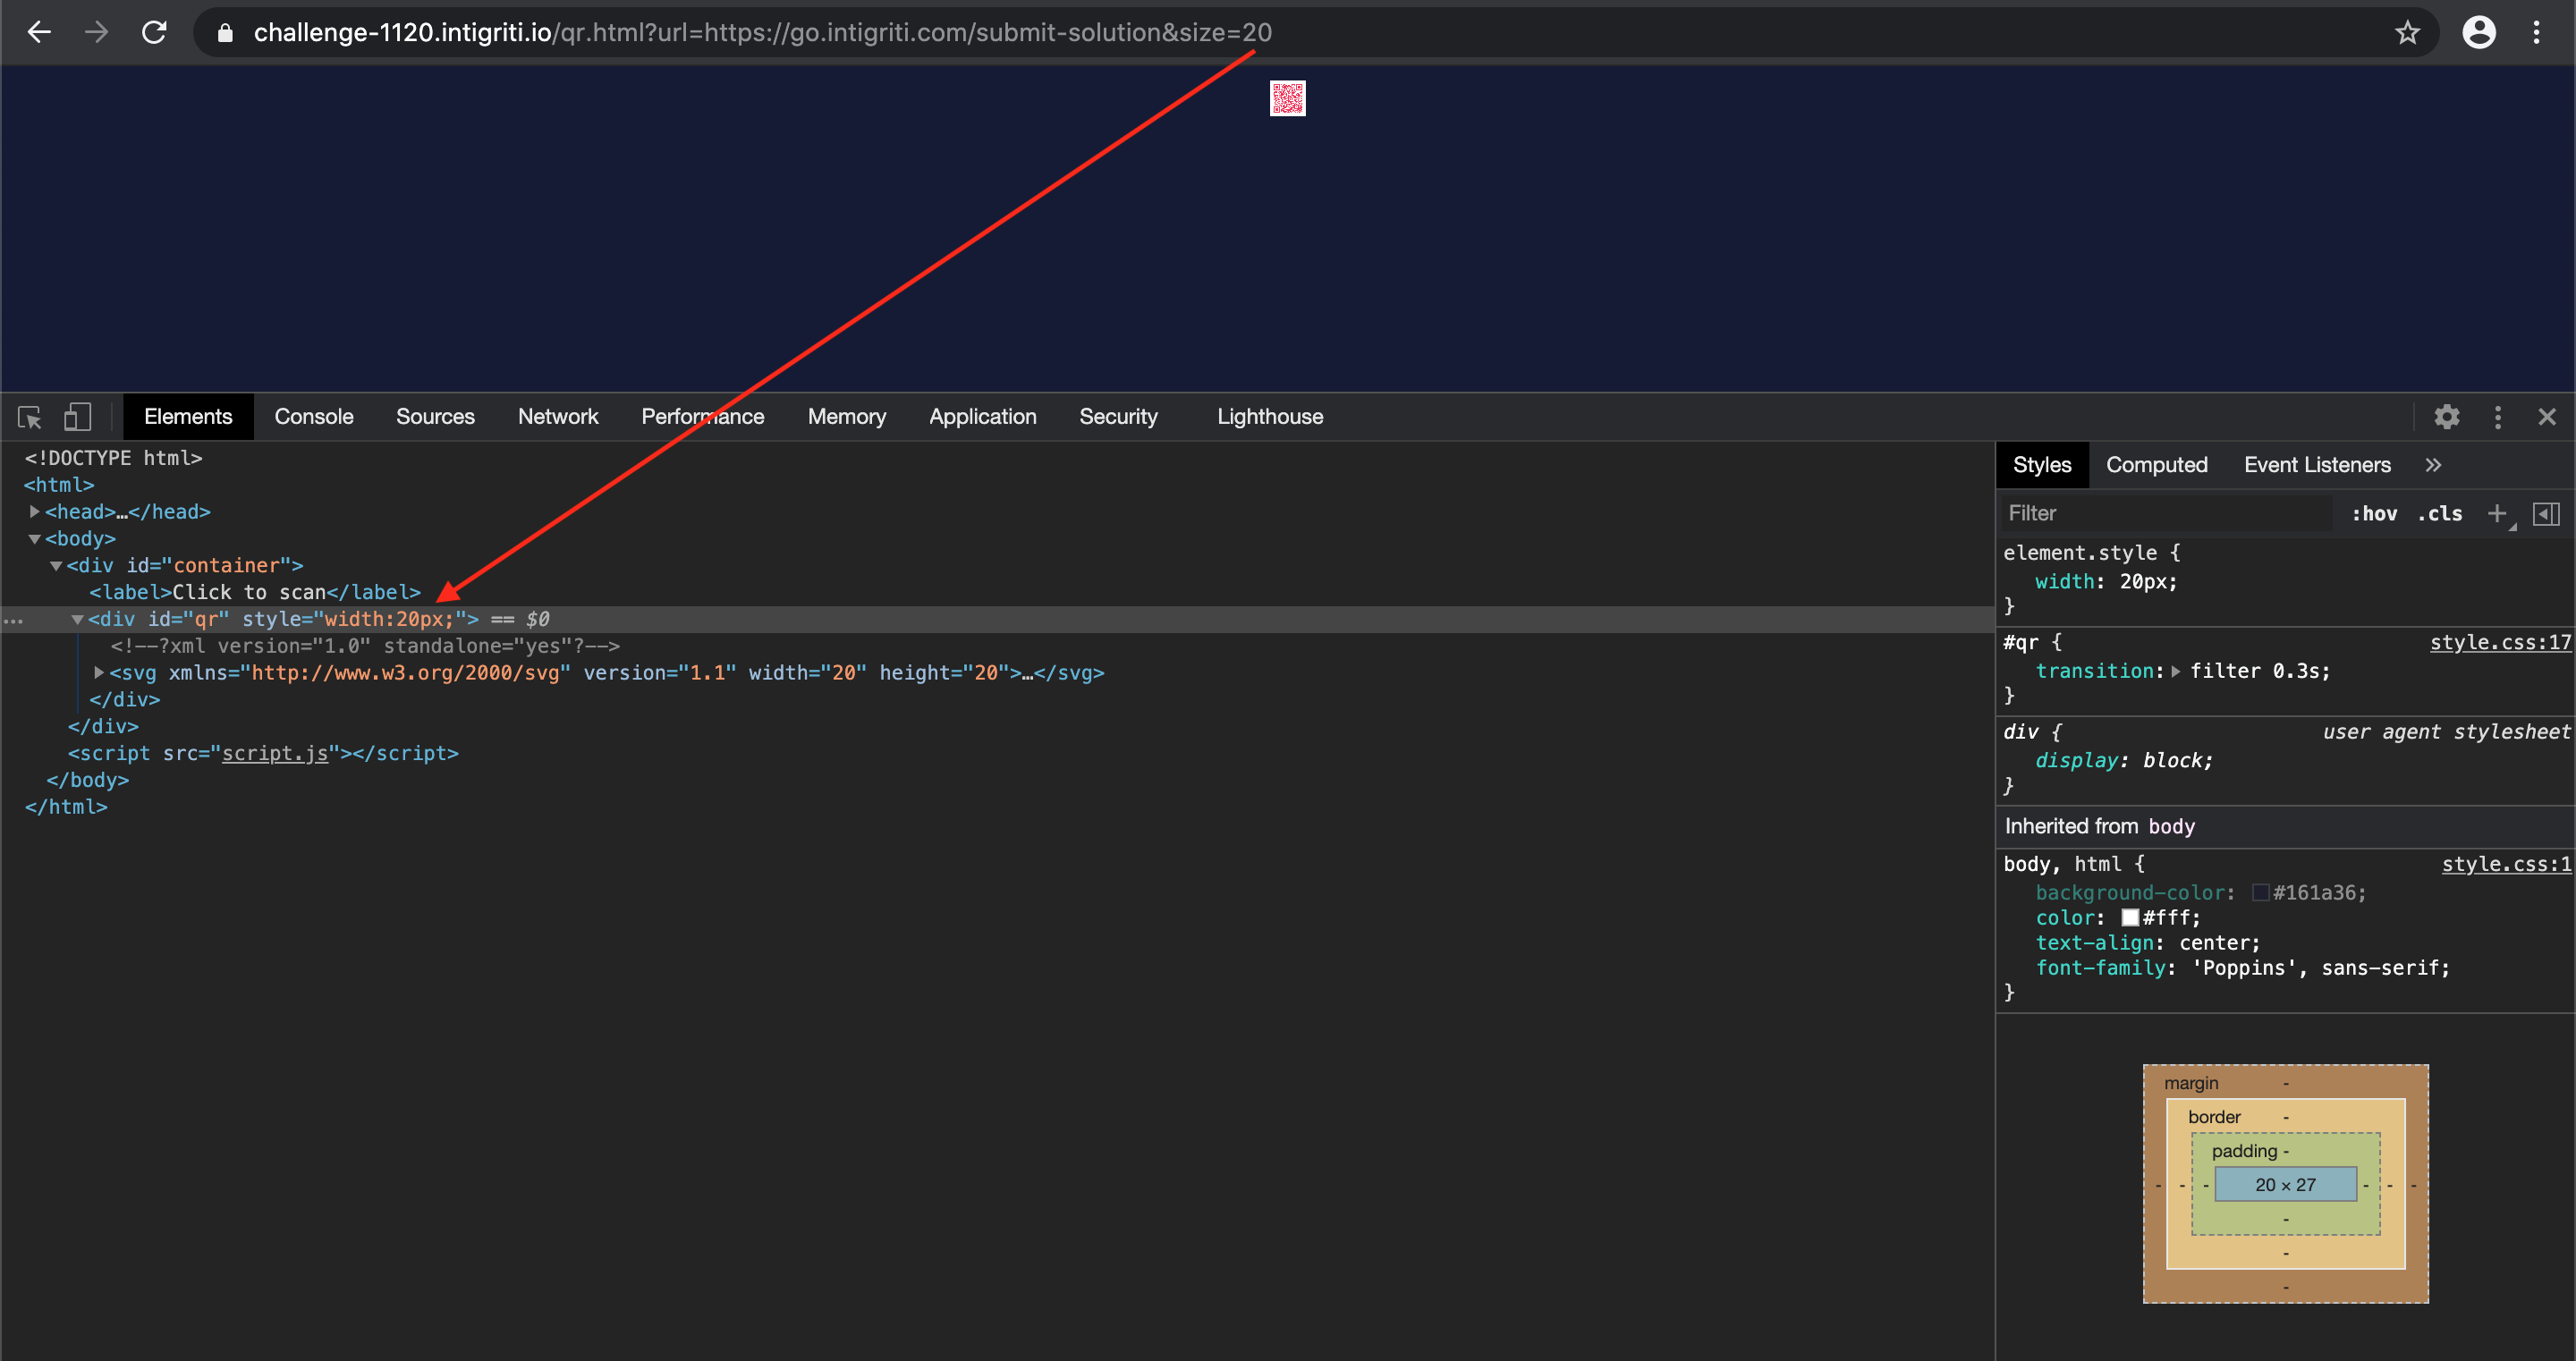 challenge-1120.intigriti.io/qr.html?url=https://go.intigriti.com/submit-solution&size=20
Elements Console Sources Network Performance Memory Application Security Lighthouse
<!DOCTYPE html>
<html>
<head>…</head>
<body>
<div id="container">
<label>Click to scan</label>
... <div id="qr" style="width:20px;"> == $0
<!--?xml version="1.0" standalone="yes"?-->
<svg xmlns="http://www.w3.org/2000/svg" version="1.1" width="20" height="20">…</svg>
</div>
</div>
<script src="script.js"></script>
</body>
</html>
Styles Computed Event Listeners »
Filter :hov .cls +
element.style {
width: 20px;
}
#qr { style.css:17
transition: filter 0.3s;
}
div { user agent stylesheet
display: block;
}
Inherited from body
body, html { style.css:1
background-color: #161a36;
color: #fff;
text-align: center;
font-family: 'Poppins', sans-serif;
}
margin -
border -
padding -
- - - 20 × 27 - - -
-
-
-